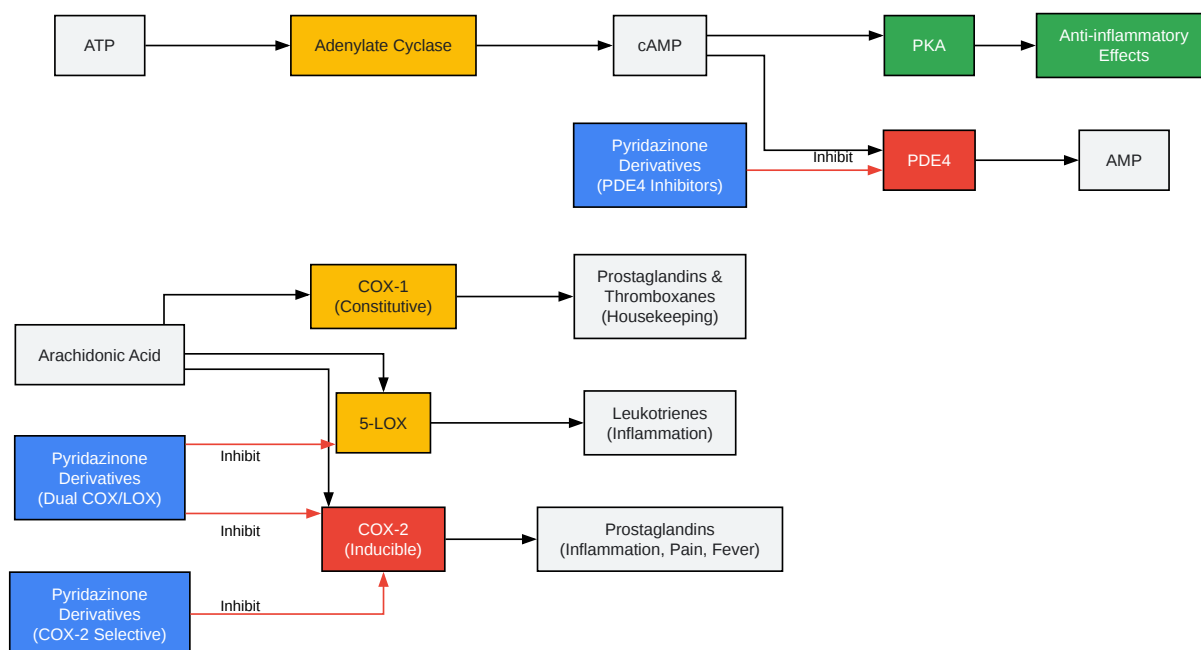 ATP
Adenylate Cyclase
cAMP
PKA
Anti-inflammatory
Effects
Pyridazinone
Derivatives
(PDE4 Inhibitors)
Inhibit
PDE4
AMP
COX-1
(Constitutive)
Prostaglandins &
Thromboxanes
(Housekeeping)
Arachidonic Acid
5-LOX
Leukotrienes
(Inflammation)
Pyridazinone
Derivatives
(Dual COX/LOX)
Inhibit
Inhibit
COX-2
(Inducible)
Prostaglandins
(Inflammation, Pain, Fever)
Pyridazinone
Derivatives
(COX-2 Selective)
Inhibit